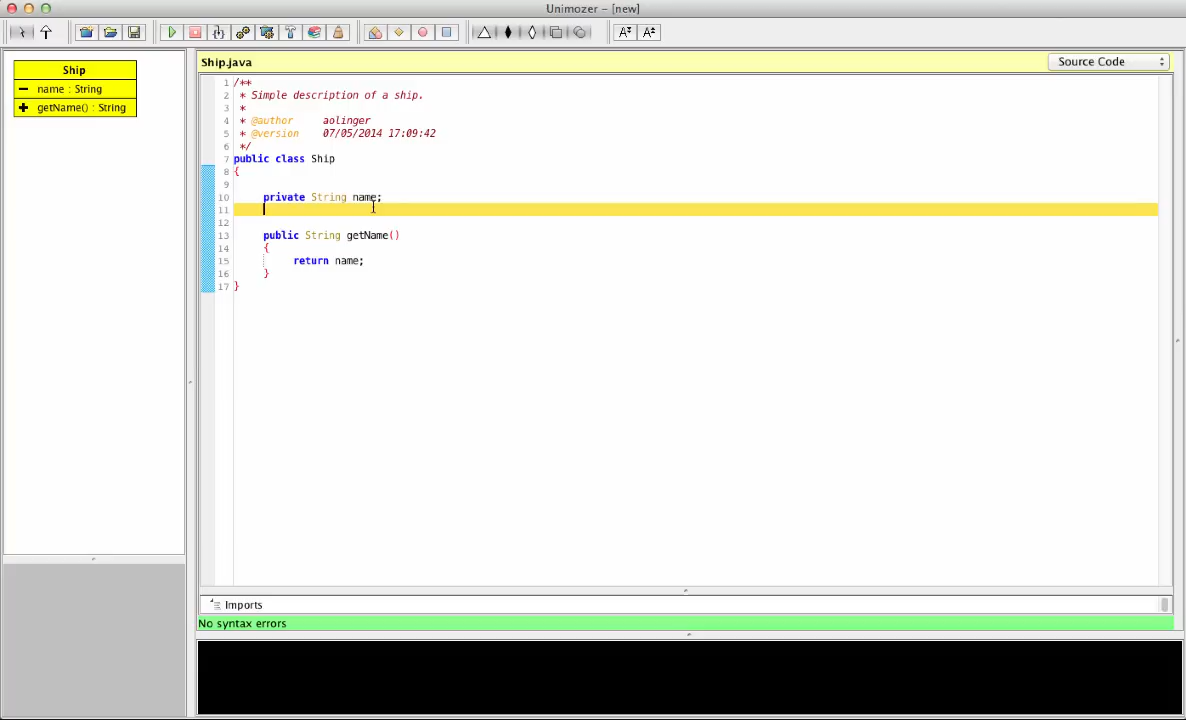 Unimozer – [new]
Ship
− name : String
+ getName() : String
Ship.java
Source Code
1 /**
2 * Simple description of a ship.
3 *
4 * @author aolinger
5 * @version 07/05/2014 17:09:42
6 */
7 public class Ship
8 {
9
10 private String name;
11
12
13 public String getName()
14 {
15 return name;
16 }
17 }
Imports
No syntax errors